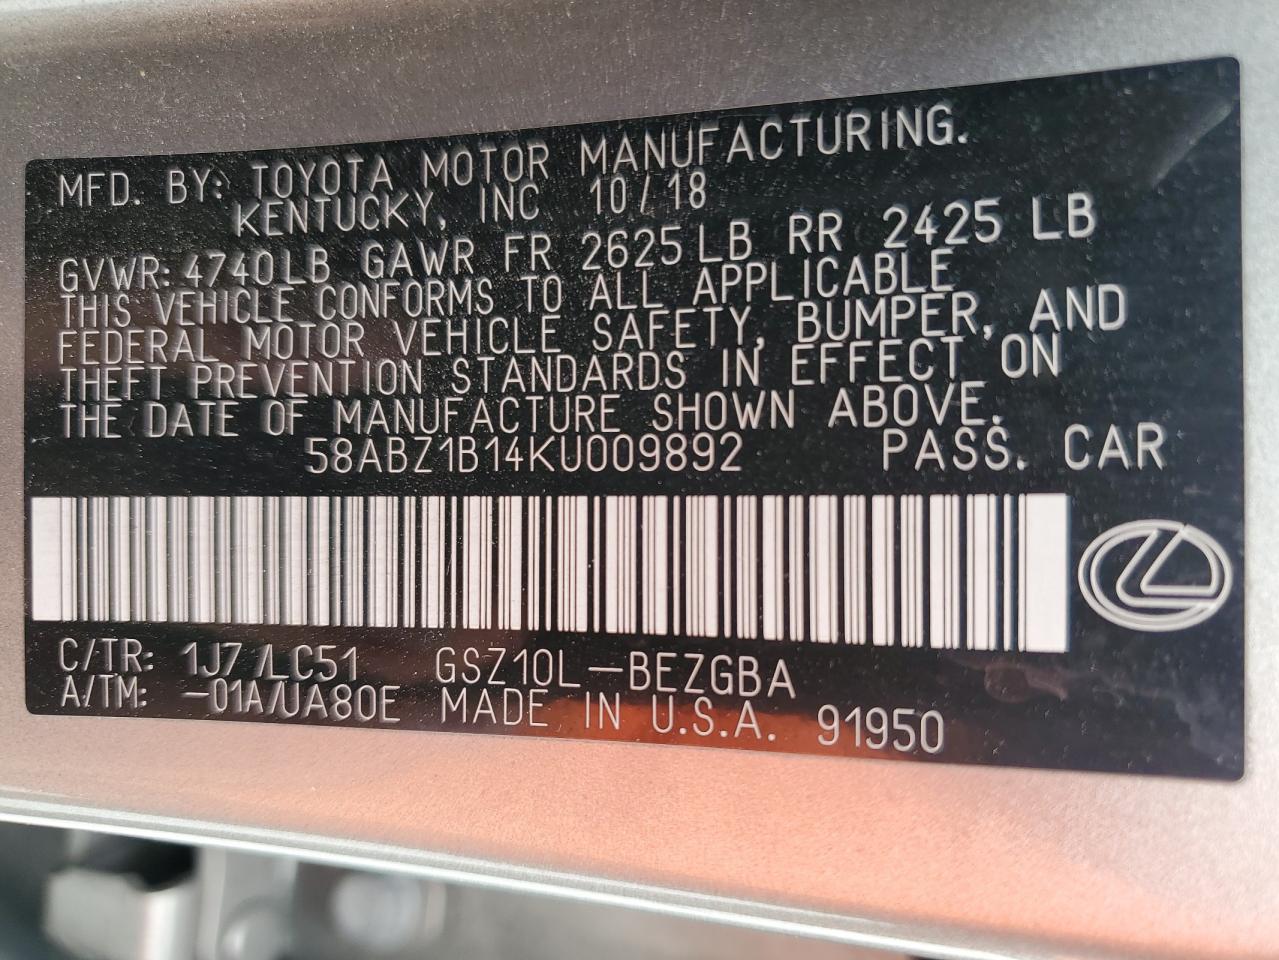 MFD. BY: TOYOTA MOTOR MANUFACTURING.
KENTUCKY, INC 10/18
GVWR: 4740LB GAWR FR 2625LB RR 2425 LB
THIS VEHICLE CONFORMS TO ALL APPLICABLE
FEDERAL MOTOR VEHICLE SAFETY, BUMPER, AND
THEFT PREVENTION STANDARDS IN EFFECT ON
THE DATE OF MANUFACTURE SHOWN ABOVE.
58ABZ1B14KU009892 PASS. CAR
C/TR: 1J7 /LC51 GSZ10L-BEZGBA
A/TM: -01A/UA80E MADE IN U.S.A. 91950